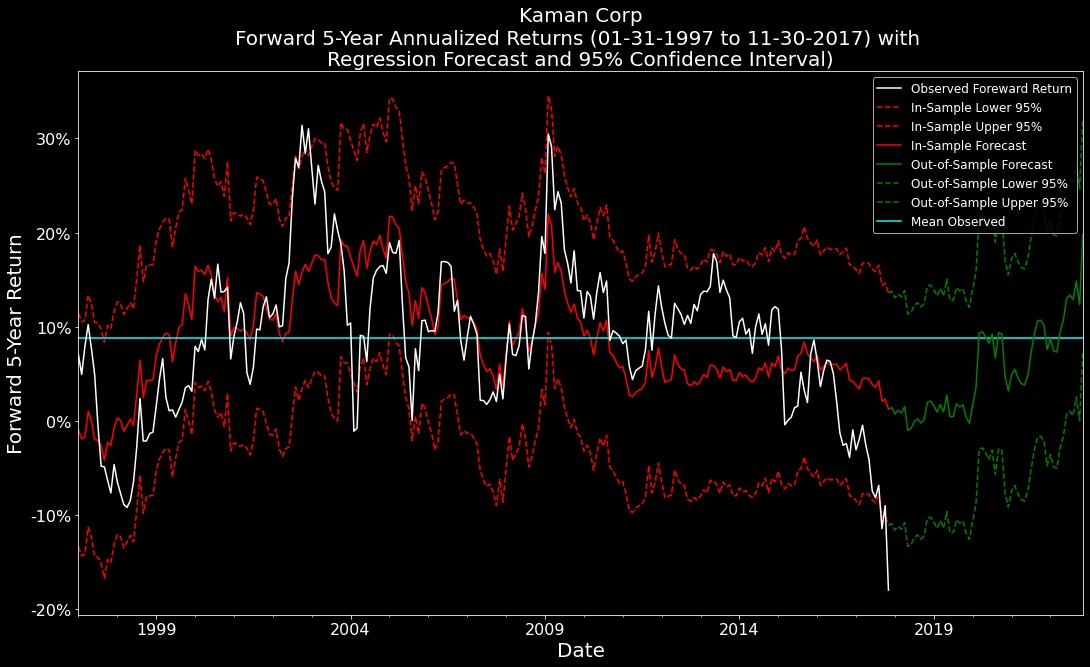 Kaman Corp
Forward 5-Year Annualized Returns (01-31-1997 to 11-30-2017) with
Regression Forecast and 95% Confidence Interval)
Observed Foreward Return
In-Sample Lower 95%
In-Sample Upper 95%
In-Sample Forecast
Out-of-Sample Forecast
Out-of-Sample Lower 95%
Out-of-Sample Upper 95%
Mean Observed
Forward 5-Year Return
30%
20%
10%
0%
-10%
-20%
1999
2004
2009
2014
2019
Date